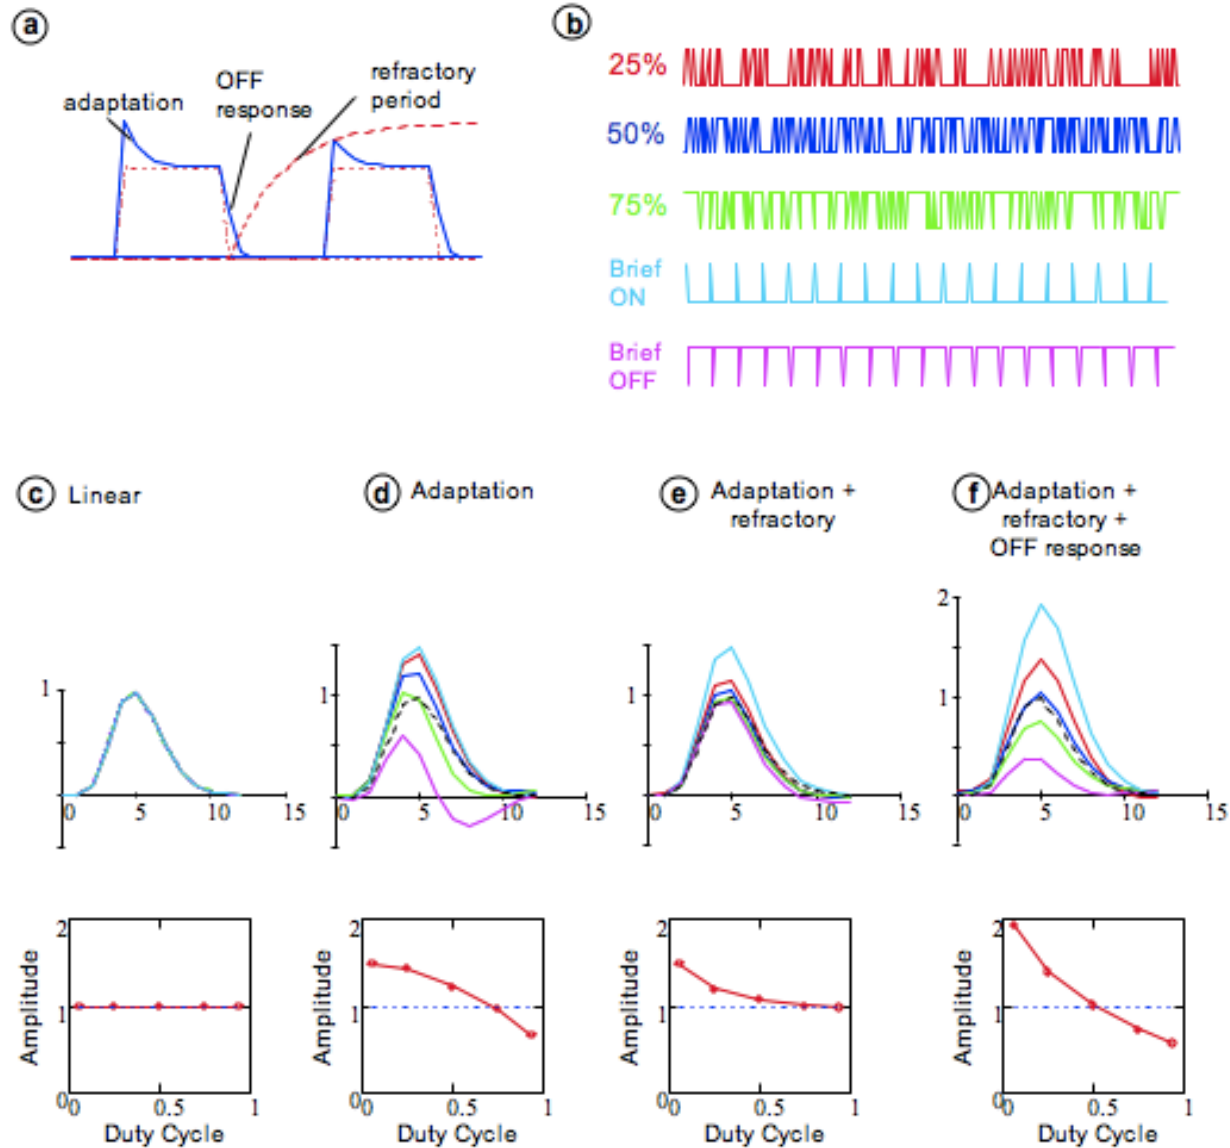 a
adaptation
OFF
response
refractory
period
b
25%
50%
75%
Brief
ON
Brief
OFF
c Linear
1
0 5 10 15
d Adaptation
1
0 5 10 15
e Adaptation +
refractory
1
0 5 10 15
f Adaptation +
refractory +
OFF response
2
1
0 5 10 15
Amplitude
2
1
0
0 0.5 1
Duty Cycle
Amplitude
2
1
0
0 0.5 1
Duty Cycle
Amplitude
2
1
0
0 0.5 1
Duty Cycle
Amplitude
2
1
0
0 0.5 1
Duty Cycle